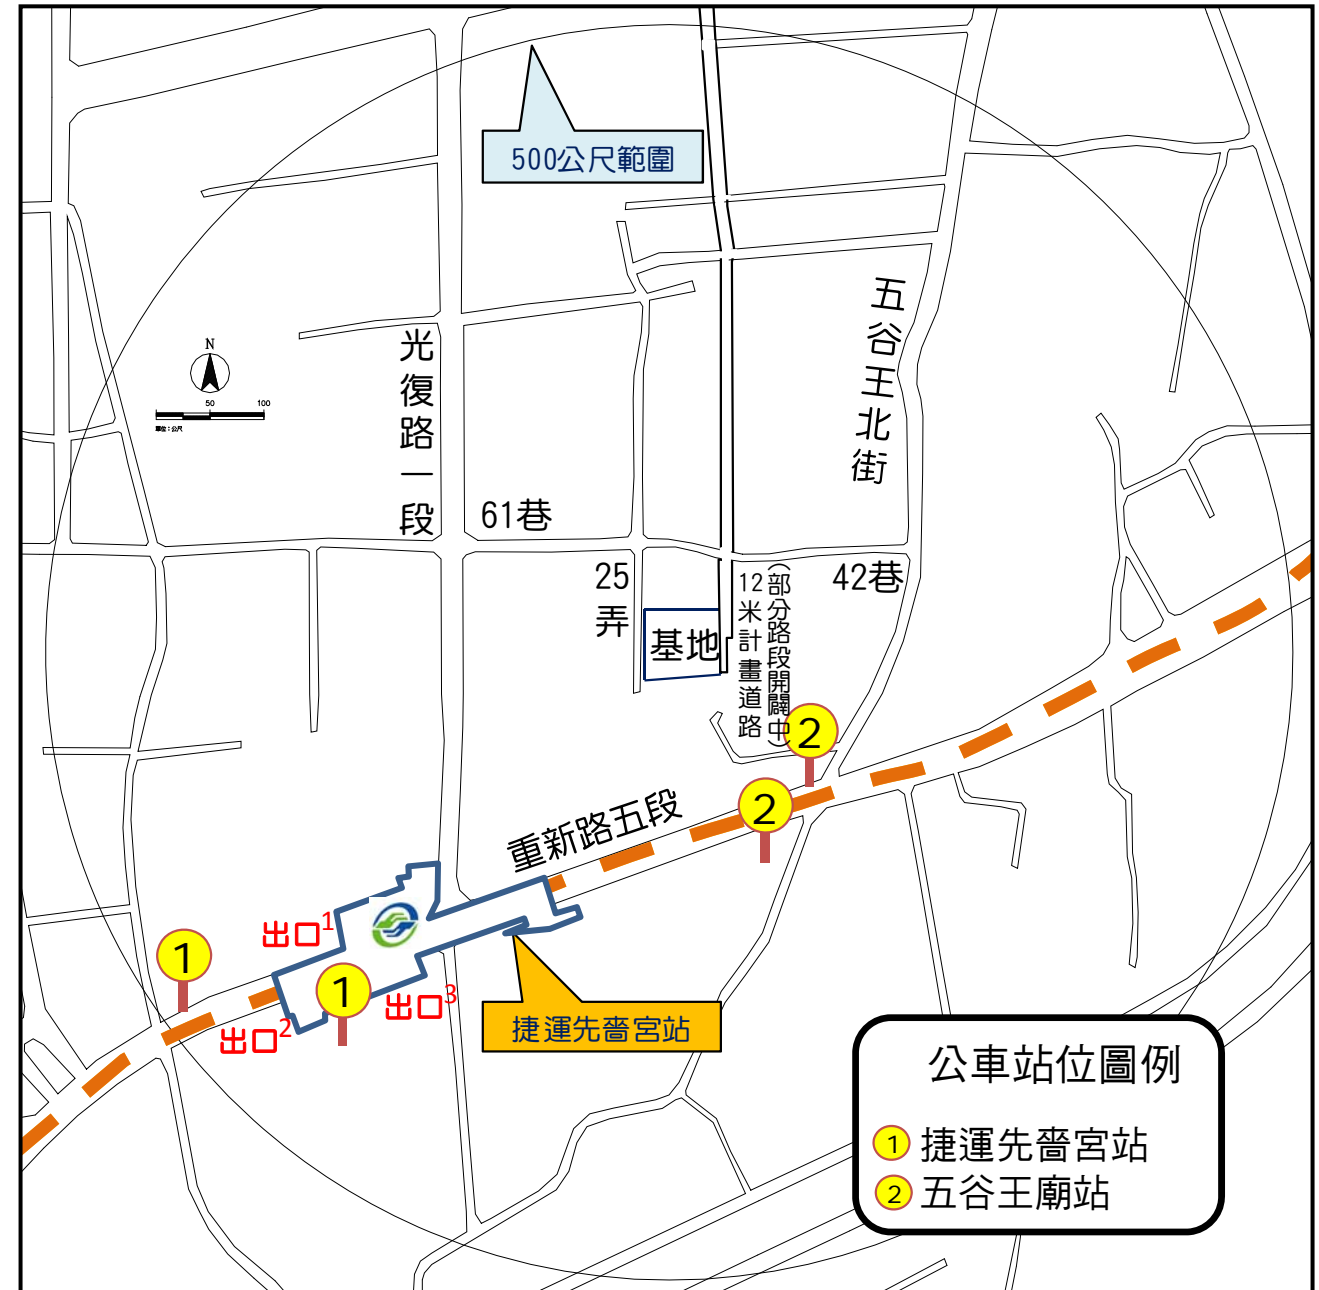 500公尺範圍
五谷王北街
N
50
100
單位:公尺
光復路一段
61巷
25弄
基地
12米計畫道路
(部分路段開闢中)
42巷
2
2
重新路五段
出口1
1
1
出口3
出口2
捷運先嗇宮站
公車站位圖例
1 捷運先嗇宮站
2 五谷王廟站